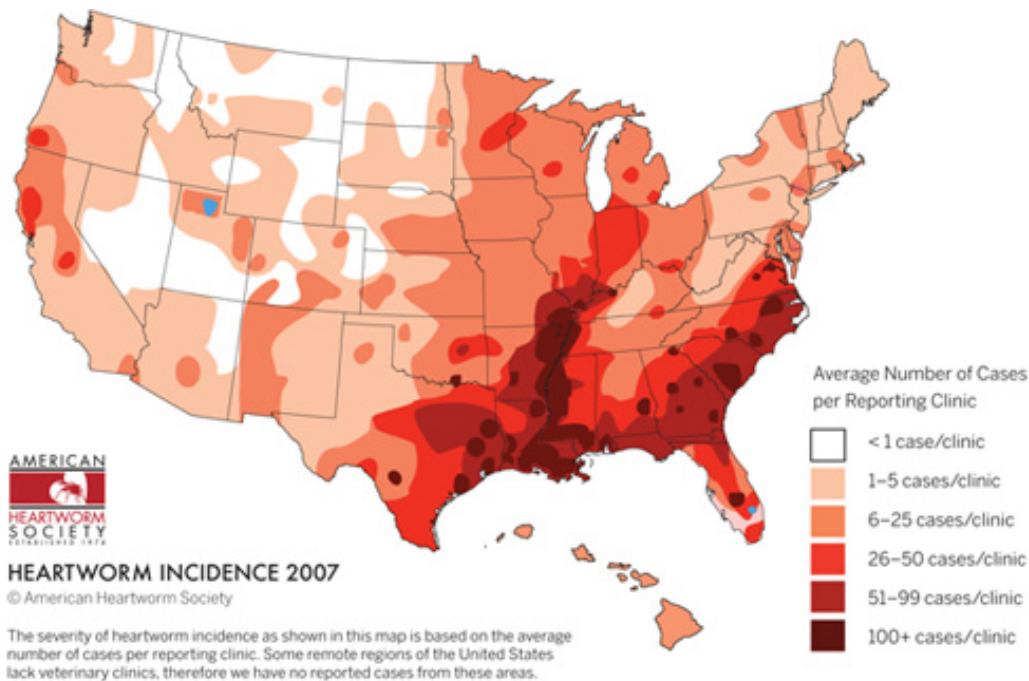 Average Number of Cases
per Reporting Clinic
< 1 case/clinic
1–5 cases/clinic
6–25 cases/clinic
26–50 cases/clinic
51–99 cases/clinic
100+ cases/clinic
AMERICAN
HEARTWORM
SOCIETY
ESTABLISHED 1974
HEARTWORM INCIDENCE 2007
© American Heartworm Society
The severity of heartworm incidence as shown in this map is based on the average
number of cases per reporting clinic. Some remote regions of the United States
lack veterinary clinics, therefore we have no reported cases from these areas.